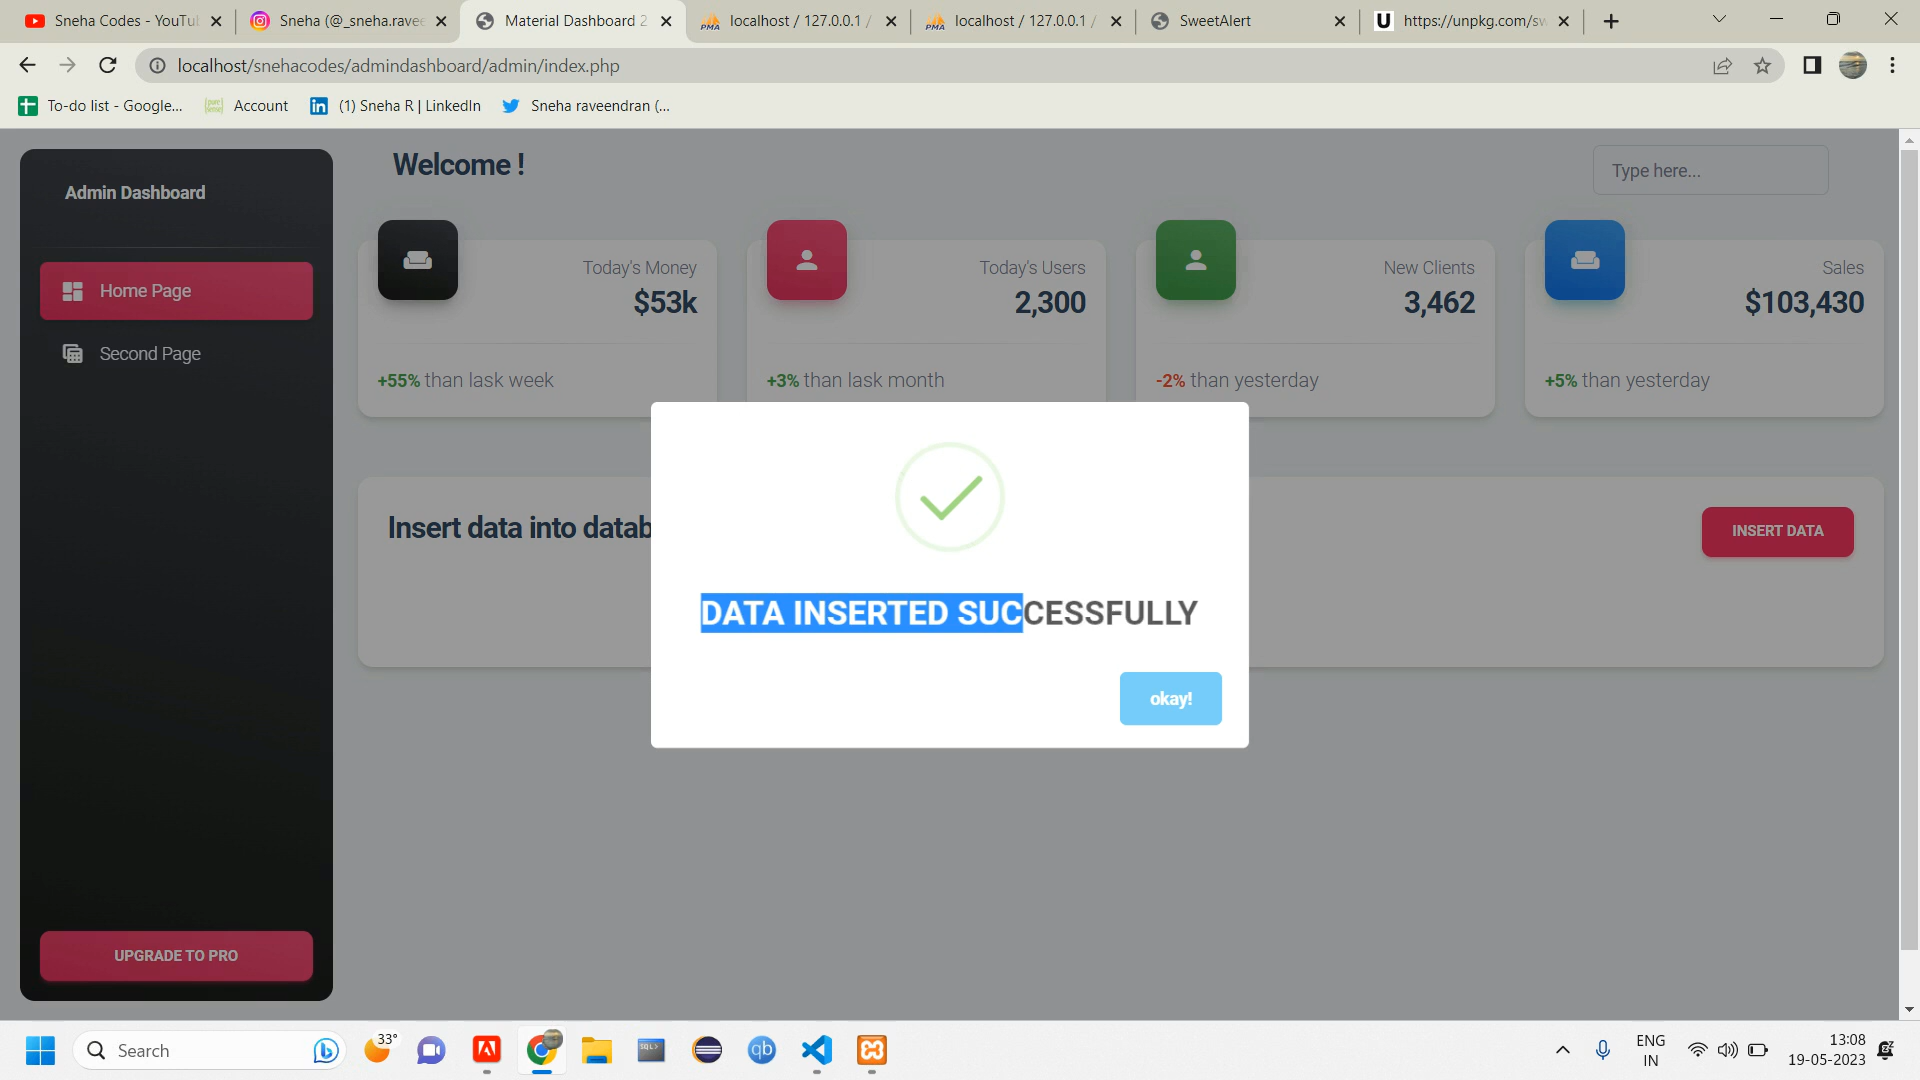 Sneha Codes - YouTu
Sneha (@_sneha.ravee
Material Dashboard 2
localhost / 127.0.0.1 /
localhost / 127.0.0.1 /
SweetAlert
https://unpkg.com/sw
localhost/snehacodes/admindashboard/admin/index.php
To-do list - Google...
Account
(1) Sneha R | LinkedIn
Sneha raveendran (...
Admin Dashboard
Home Page
Second Page
UPGRADE TO PRO
Welcome !
Type here...
Today's Money
$53k
+55% than lask week
Today's Users
2,300
+3% than lask month
New Clients
3,462
-2% than yesterday
Sales
$103,430
+5% than yesterday
Insert data into datab
INSERT DATA
DATA INSERTED SUCCESSFULLY
okay!
Search
33°
SQL>
qb
ENG
IN
13:08
19-05-2023